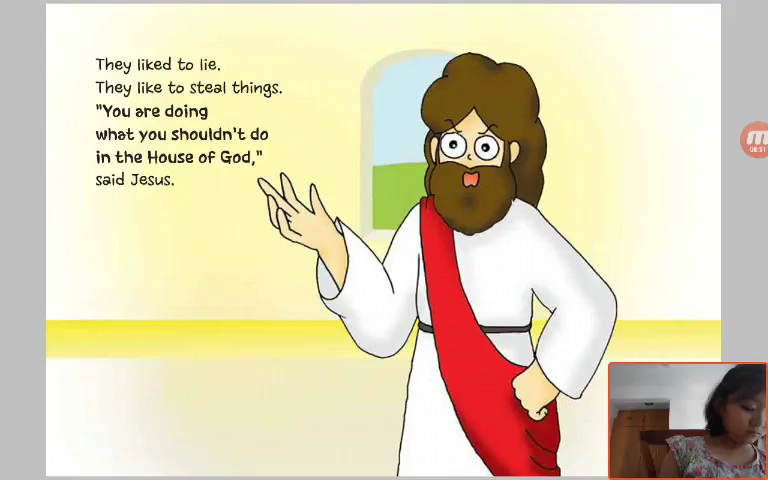 They liked to lie.
They like to steal things.
"You are doing
what you shouldn't do
in the House of God,"
said Jesus.